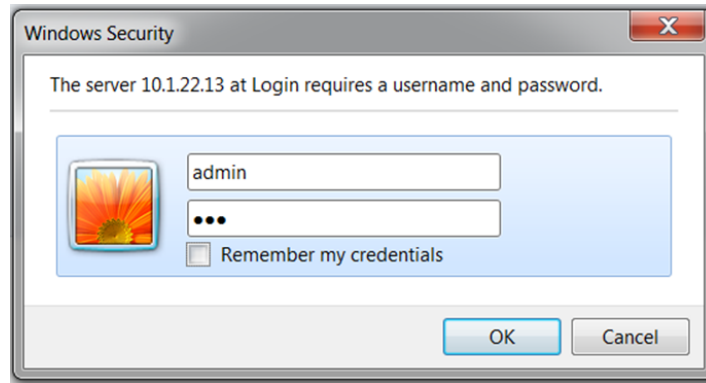 Windows Security
The server 10.1.22.13 at Login requires a username and password.
admin
●●●
Remember my credentials
OK
Cancel